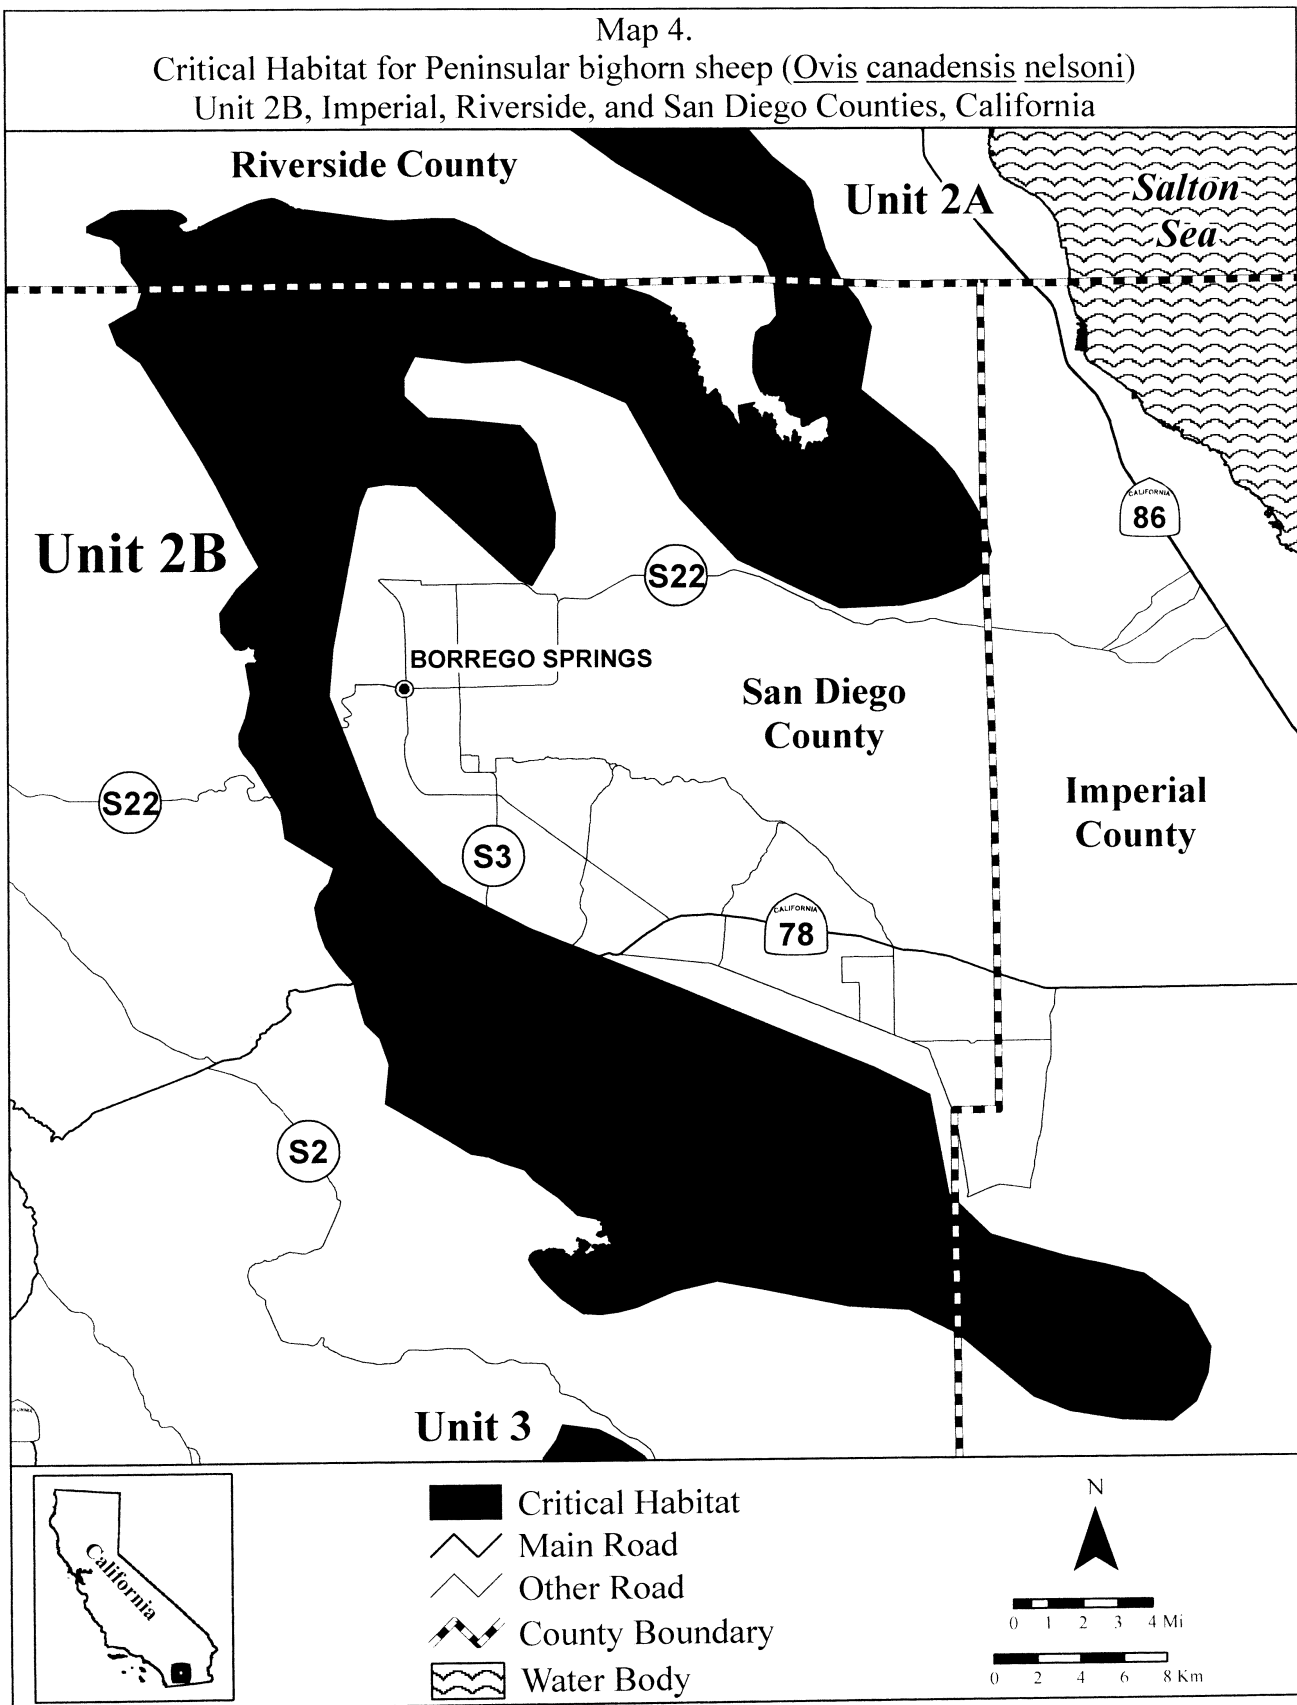 Map 4.
Critical Habitat for Peninsular bighorn sheep (Ovis canadensis nelsoni)
Unit 2B, Imperial, Riverside, and San Diego Counties, California
Riverside County
Unit 2A
Salton
Sea
CALIFORNIA
86
Unit 2B
S22
BORREGO SPRINGS
San Diego
County
Imperial
County
S22
S3
CALIFORNIA
78
S2
Unit 3
California
Critical Habitat
Main Road
Other Road
County Boundary
Water Body
N
0 1 2 3 4 Mi
0 2 4 6 8 Km